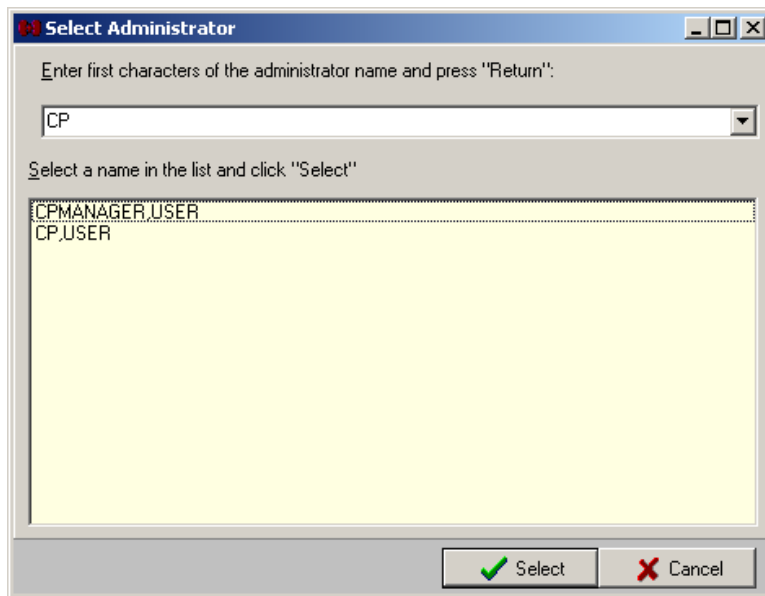 Select Administrator
Enter first characters of the administrator name and press "Return":
CP
Select a name in the list and click "Select"
CPMANAGER,USER
CP,USER
Select
Cancel